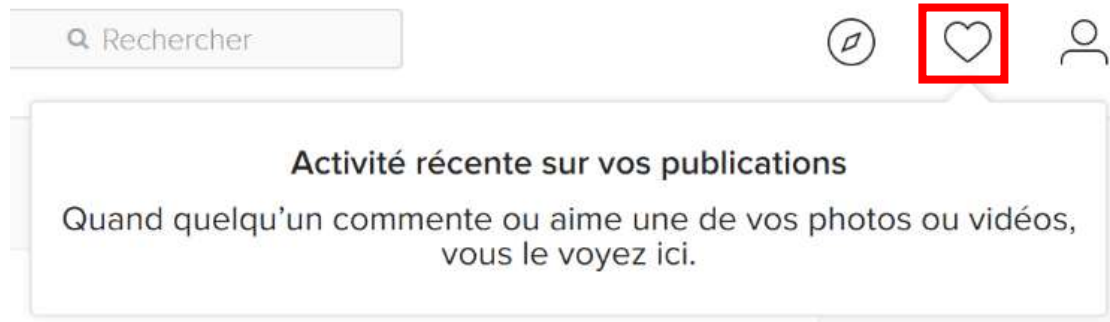 Rechercher
Activité récente sur vos publications
Quand quelqu’un commente ou aime une de vos photos ou vidéos,
vous le voyez ici.